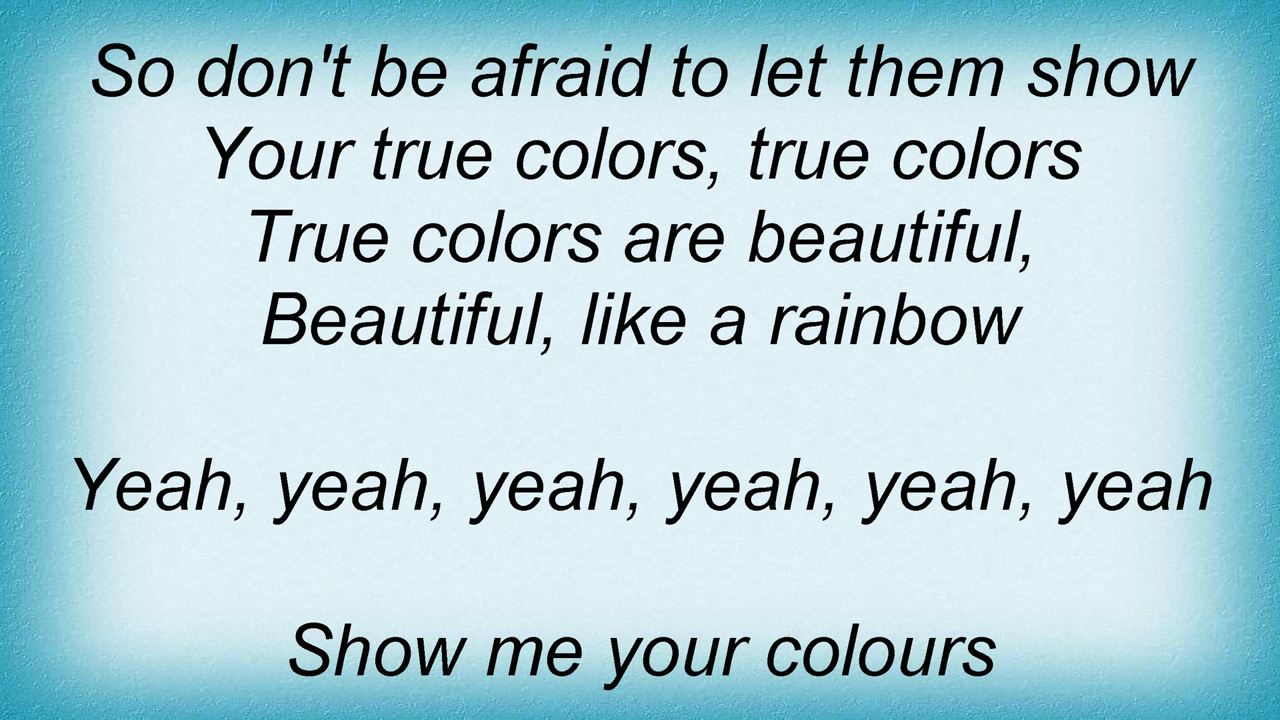 So don't be afraid to let them show
Your true colors, true colors
True colors are beautiful,
Beautiful, like a rainbow
Yeah, yeah, yeah, yeah, yeah, yeah
Show me your colours